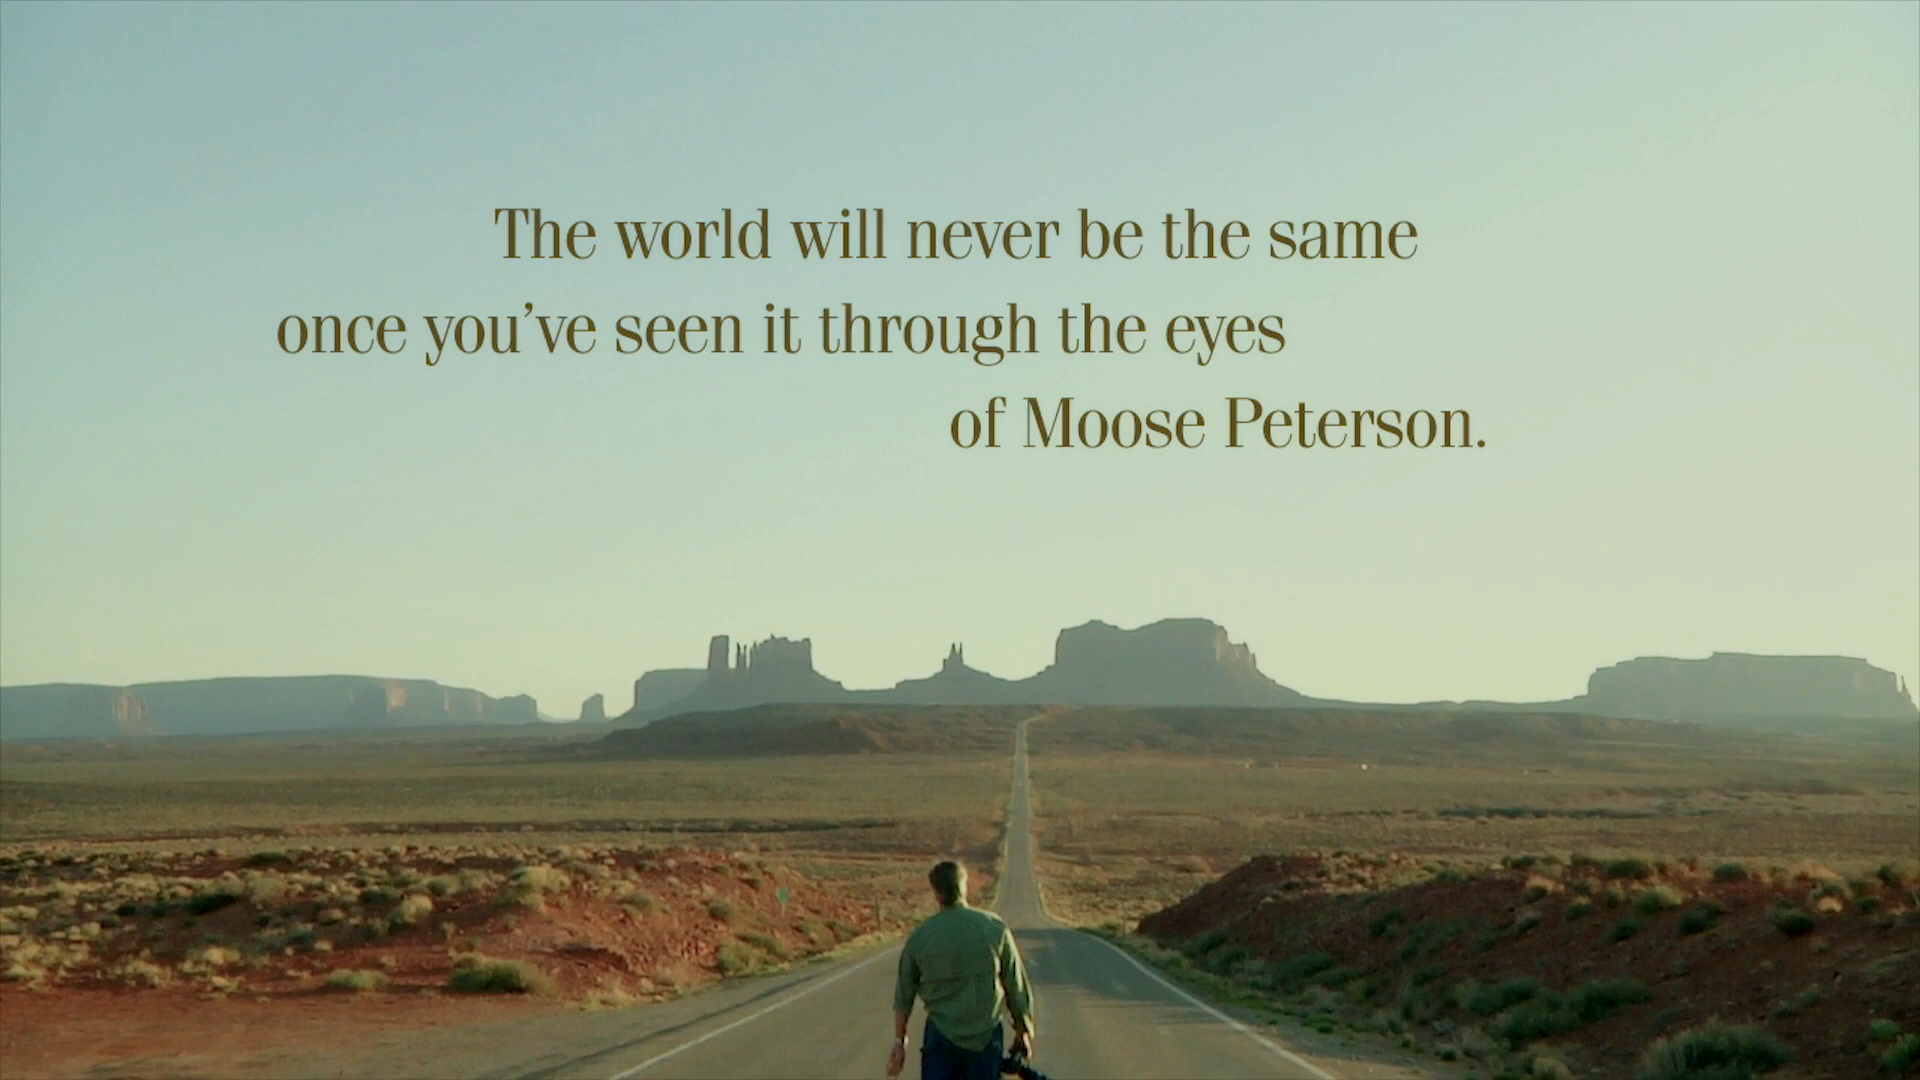 The world will never be the same
once you’ve seen it through the eyes
of Moose Peterson.